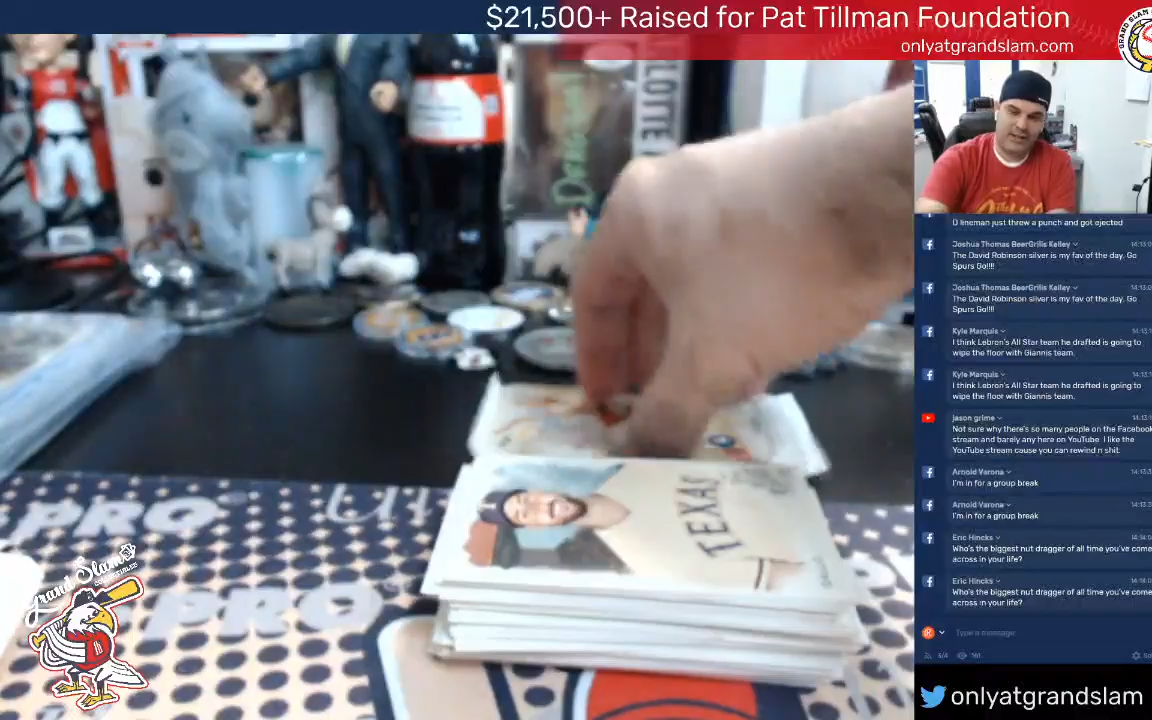 $21,500+ Raised for Pat Tillman Foundation
onlyatgrandslam.com
GRAND SLAM
LOTTE
D lineman just threw a punch and got ejected
Joshua Thomas BeerGrills Kelley
The David Robinson silver is my fav of the day. Go
Spurs Go!!!!
Joshua Thomas BeerGrills Kelley
The David Robinson silver is my fav of the day. Go
Spurs Go!!!!
Kyle Marquis
I think Lebron's All Star team he drafted is going to
wipe the floor with Giannis team.
Kyle Marquis
I think Lebron's All Star team he drafted is going to
wipe the floor with Giannis team.
jason grime
Not sure why there's so many people on the Facebook
stream and barely any here on YouTube I like the
YouTube stream cause you can rewind n shit.
Arnold Varona
I'm in for a group break
Arnold Varona
I'm in for a group break
Eric Hincks
Who's the biggest nut dragger of all time you've come
across in your life?
Eric Hincks
Who's the biggest nut dragger of all time you've come
across in your life?
Type a message
3/4
161
TEXAS
PRO
Ult
PRO
Grand Slam
onlyatgrandslam